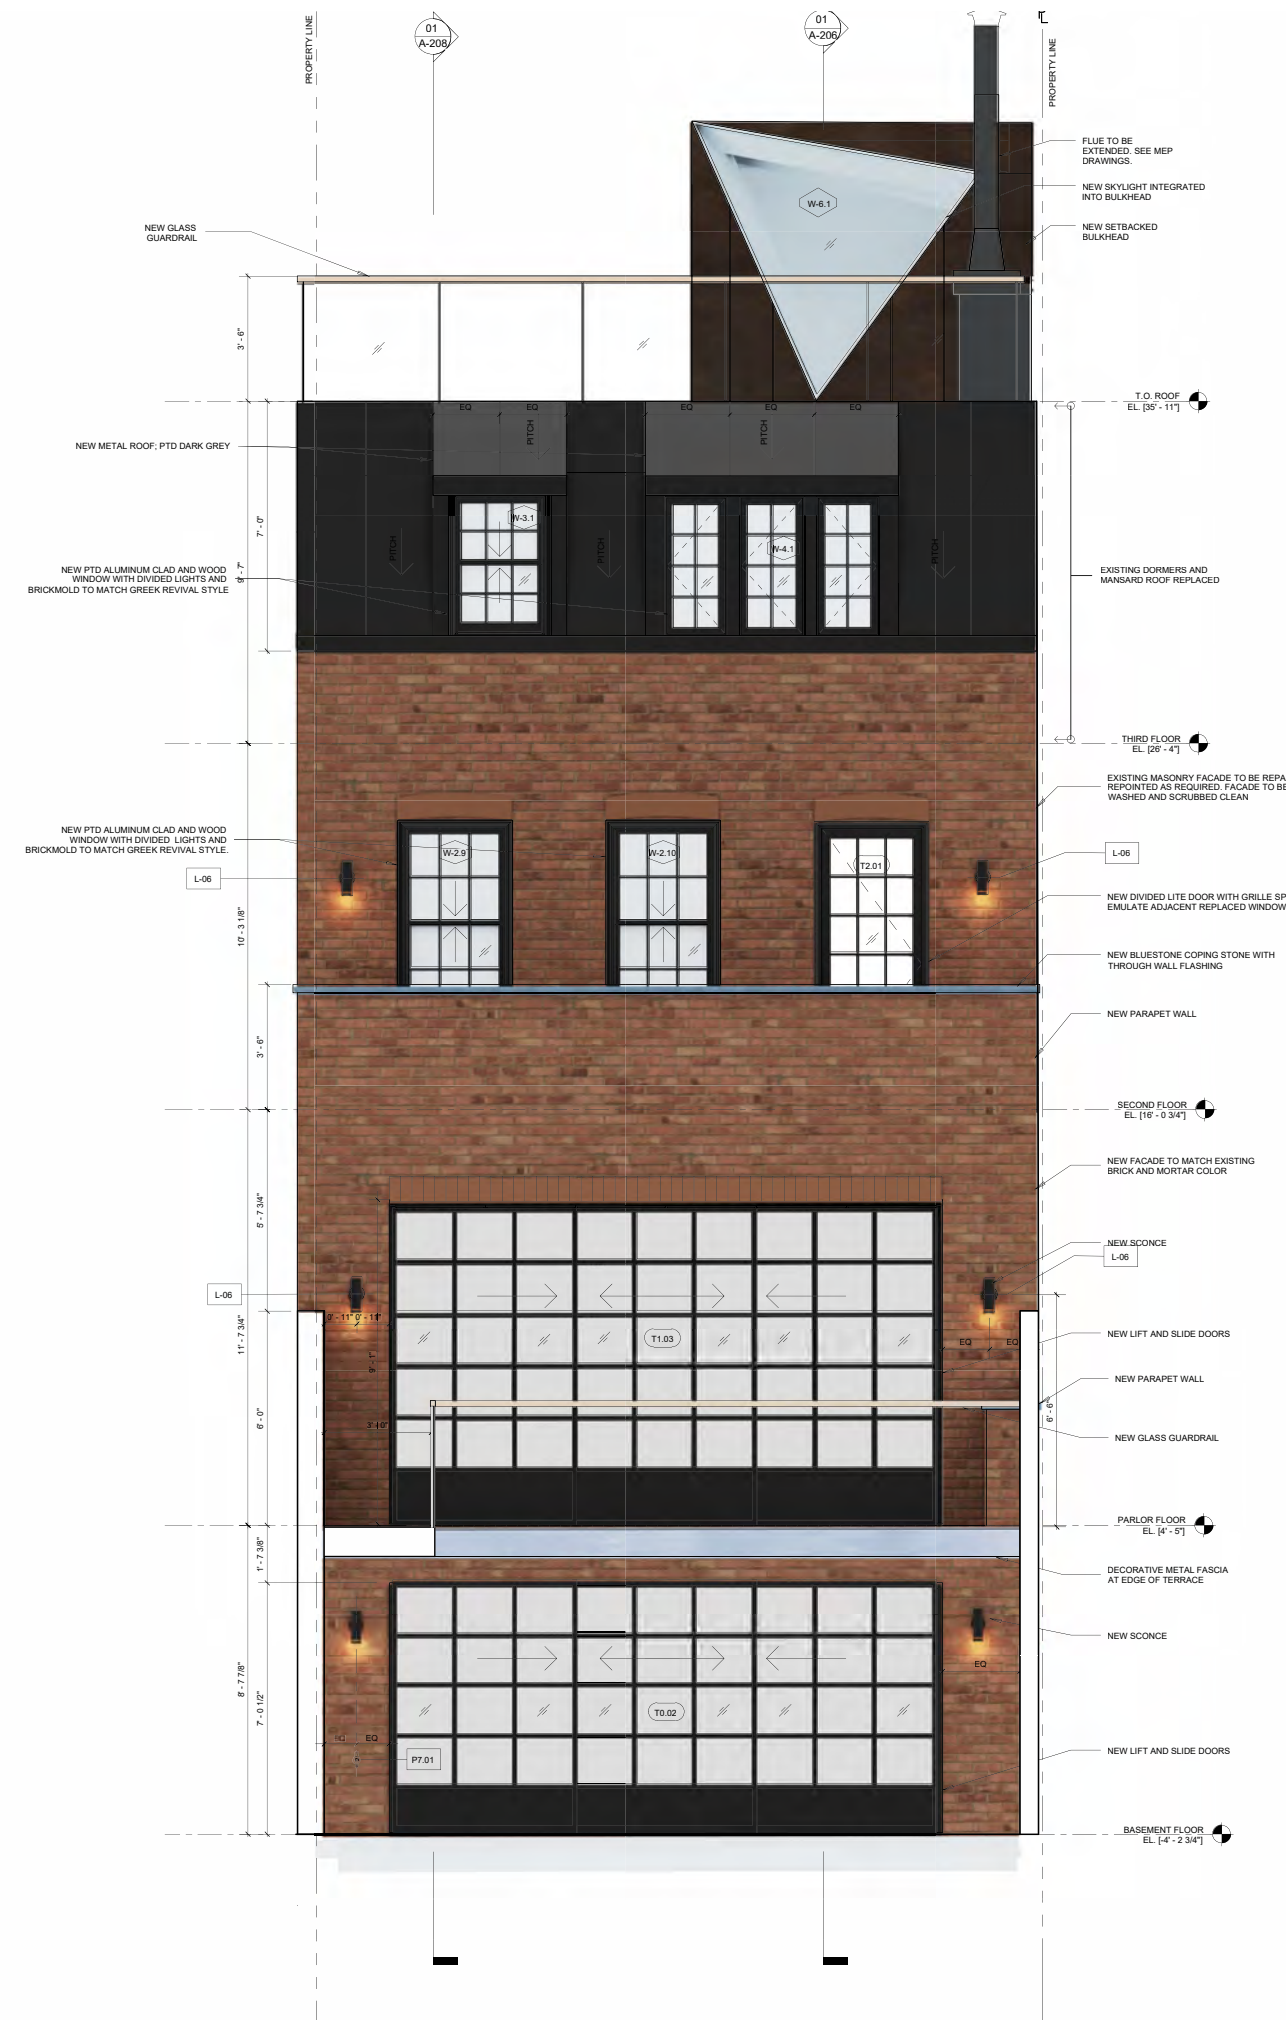 01
A-208
01
A-206
PROPERTY LINE
PROPERTY LINE
FLUE TO BE
EXTENDED. SEE MEP
DRAWINGS.
NEW SKYLIGHT INTEGRATED
INTO BULKHEAD
W-6.1
NEW GLASS
GUARDRAIL
NEW SETBACKED
BULKHEAD
3' - 6"
T.O. ROOF
EL. [35' - 11"]
EQ
EQ
EQ
EQ
EQ
PITCH
PITCH
NEW METAL ROOF; PTD DARK GREY
7' - 0"
W-3.1
W-4.1
PITCH
PITCH
PITCH
9' - 7"
NEW PTD ALUMINUM CLAD AND WOOD
WINDOW WITH DIVIDED LIGHTS AND
BRICKMOLD TO MATCH GREEK REVIVAL STYLE
EXISTING DORMERS AND
MANSARD ROOF REPLACED
THIRD FLOOR
EL. [26' - 4"]
EXISTING MASONRY FACADE TO BE REPA
REPOINTED AS REQUIRED. FACADE TO BE
WASHED AND SCRUBBED CLEAN
NEW PTD ALUMINUM CLAD AND WOOD
WINDOW WITH DIVIDED LIGHTS AND
BRICKMOLD TO MATCH GREEK REVIVAL STYLE.
W-2.9
W-2.10
T2.01
L-06
L-06
NEW DIVIDED LITE DOOR WITH GRILLE SP
EMULATE ADJACENT REPLACED WINDOW
10' - 3 1/8"
NEW BLUESTONE COPING STONE WITH
THROUGH WALL FLASHING
NEW PARAPET WALL
3' - 6"
SECOND FLOOR
EL. [16' - 0 3/4"]
NEW FACADE TO MATCH EXISTING
BRICK AND MORTAR COLOR
5' - 7 3/4"
NEW SCONCE
L-06
L-06
0' - 11" 0' - 11"
11' - 7 3/4"
T1.03
EQ
EQ
NEW LIFT AND SLIDE DOORS
9' - 1"
NEW PARAPET WALL
6' - 6"
6' - 0"
3' - 0"
NEW GLASS GUARDRAIL
PARLOR FLOOR
EL. [4' - 5"]
1' - 7 3/8"
DECORATIVE METAL FASCIA
AT EDGE OF TERRACE
NEW SCONCE
EQ
8' - 7 7/8"
7' - 0 1/2"
T0.02
EQ
EQ
P7.01
NEW LIFT AND SLIDE DOORS
BASEMENT FLOOR
EL. [-4' - 2 3/4"]